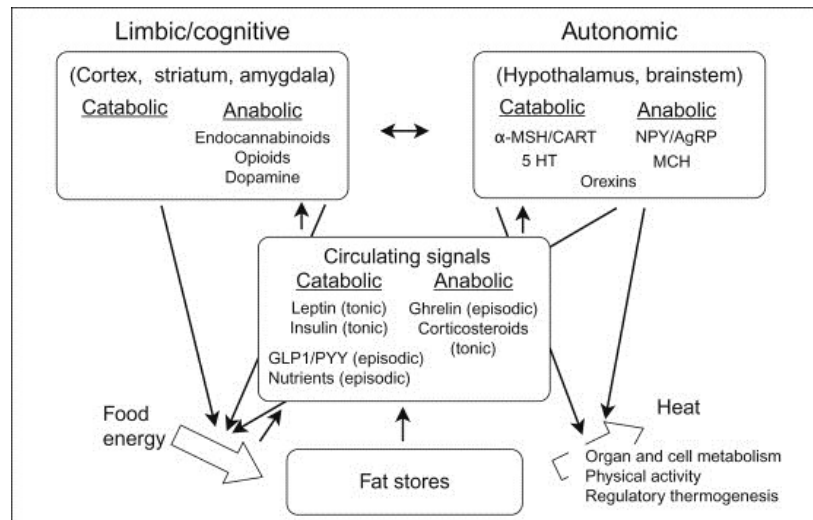 Limbic/cognitive
Autonomic
(Cortex, striatum, amygdala)
Catabolic
Anabolic
Endocannabinoids
Opioids
Dopamine
(Hypothalamus, brainstem)
Catabolic
Anabolic
α-MSH/CART
NPY/AgRP
5 HT
MCH
Orexins
Circulating signals
Catabolic
Anabolic
Leptin (tonic)
Insulin (tonic)
GLP1/PYY (episodic)
Nutrients (episodic)
Ghrelin (episodic)
Corticosteroids
(tonic)
Food
energy
Fat stores
Heat
Organ and cell metabolism
Physical activity
Regulatory thermogenesis